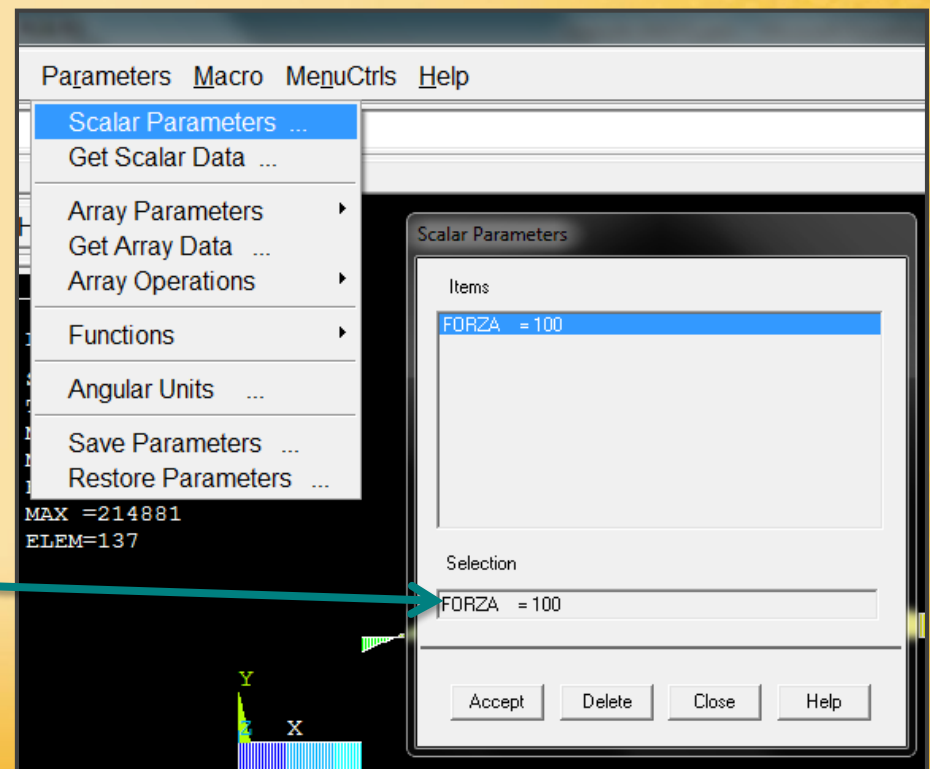 Parameters Macro MenuCtrls Help
Scalar Parameters ...
Get Scalar Data ...
Array Parameters
Get Array Data ...
Array Operations
Functions
Angular Units ...
Save Parameters ...
Restore Parameters ...
MAX =214881
ELEM=137
Y
Z X
Scalar Parameters
Items
FORZA = 100
Selection
FORZA = 100
Accept Delete Close Help